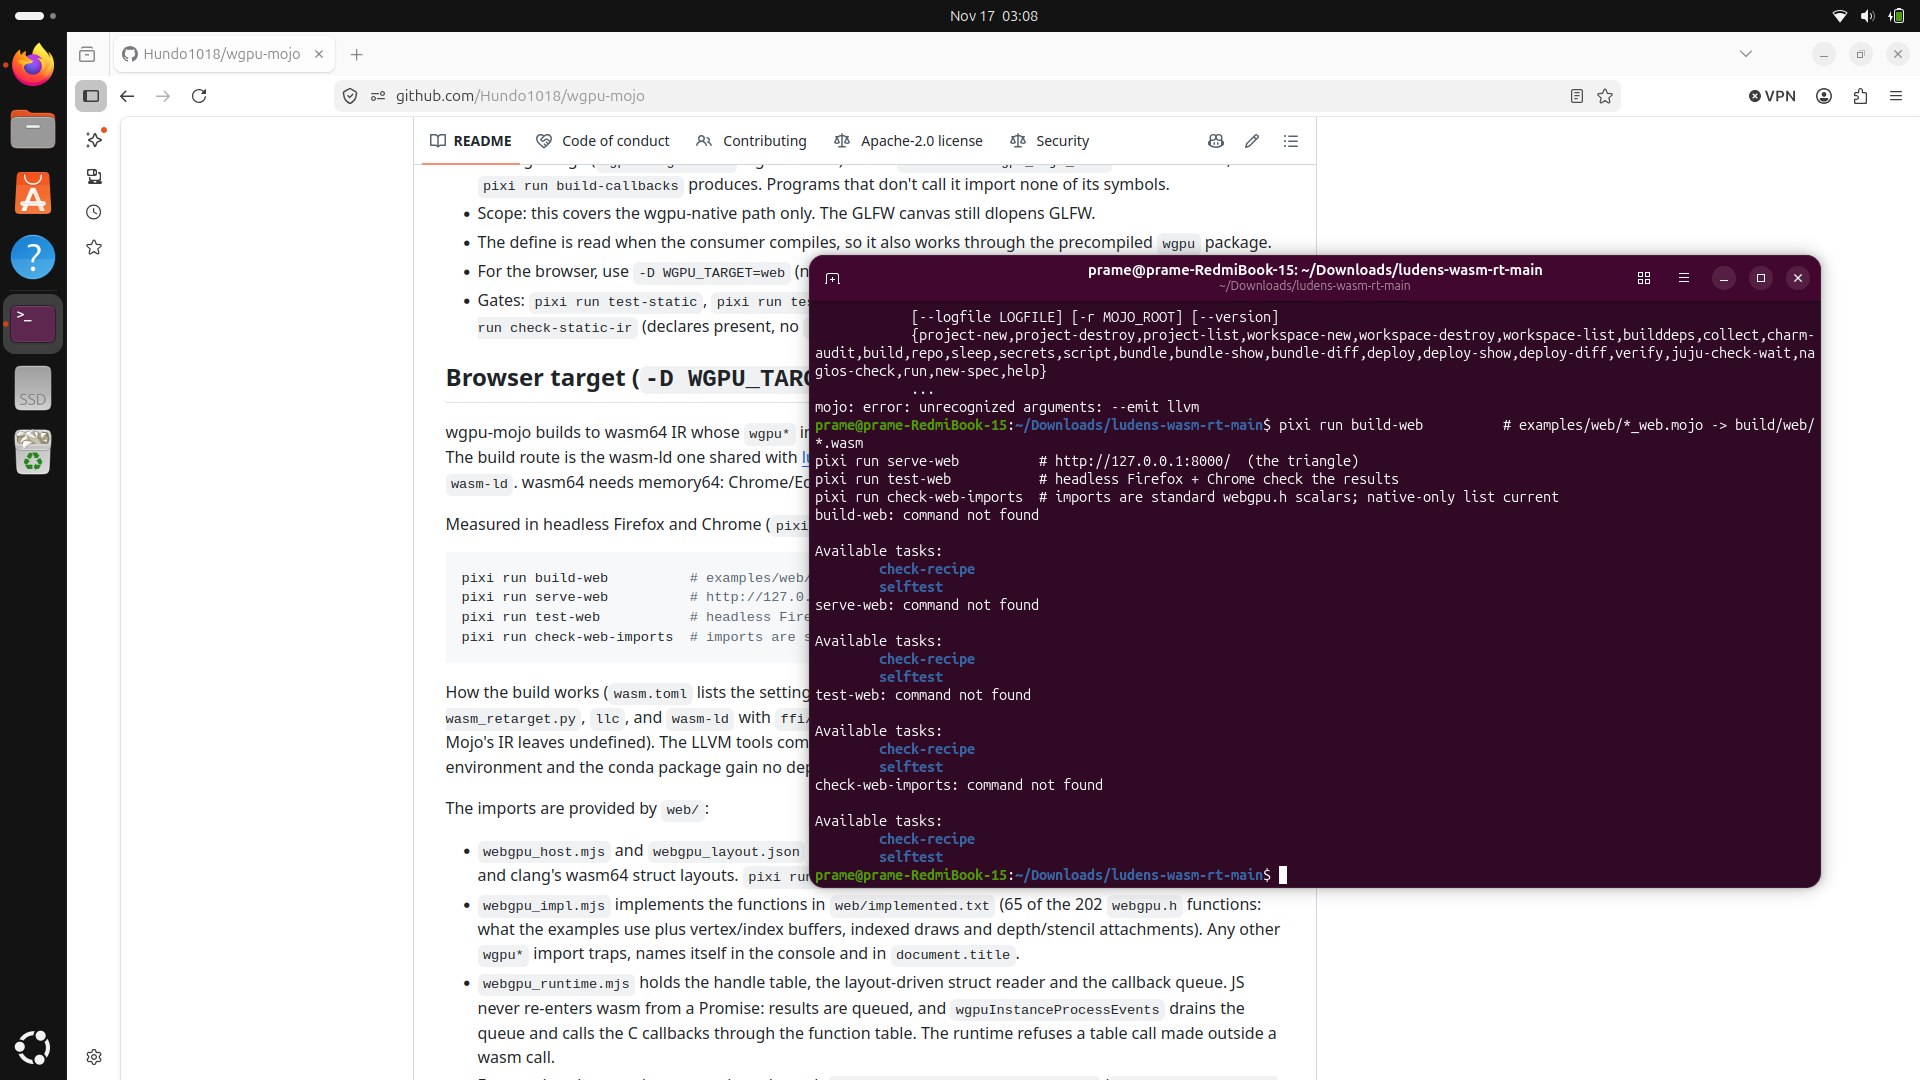 Nov 17 03:08
Hundo1018/wgpu-mojo
github.com/Hundo1018/wgpu-mojo
VPN
README
Code of conduct
Contributing
Apache-2.0 license
Security
pixi run build-callbacks produces. Programs that don't call it import none of its symbols.
Scope: this covers the wgpu-native path only. The GLFW canvas still dlopens GLFW.
The define is read when the consumer compiles, so it also works through the precompiled wgpu package.
For the browser, use -D WGPU_TARGET=web (n
Gates: pixi run test-static, pixi run te
run check-static-ir (declares present, no
Browser target (-D WGPU_TARG
wgpu-mojo builds to wasm64 IR whose wgpu* i
The build route is the wasm-ld one shared with l
wasm-ld. wasm64 needs memory64: Chrome/Ed
Measured in headless Firefox and Chrome (pixi
pixi run build-web # examples/web/
pixi run serve-web # http://127.0.
pixi run test-web # headless Fire
pixi run check-web-imports # imports are s
How the build works (wasm.toml lists the setting
wasm_retarget.py, llc, and wasm-ld with ffi/
Mojo's IR leaves undefined). The LLVM tools com
environment and the conda package gain no dep
The imports are provided by web/:
webgpu_host.mjs and webgpu_layout.json
and clang's wasm64 struct layouts. pixi run
webgpu_impl.mjs implements the functions in web/implemented.txt (65 of the 202 webgpu.h functions:
what the examples use plus vertex/index buffers, indexed draws and depth/stencil attachments). Any other
wgpu* import traps, names itself in the console and in document.title.
webgpu_runtime.mjs holds the handle table, the layout-driven struct reader and the callback queue. JS
never re-enters wasm from a Promise: results are queued, and wgpuInstanceProcessEvents drains the
queue and calls the C callbacks through the function table. The runtime refuses a table call made outside a
wasm call.
prame@prame-RedmiBook-15: ~/Downloads/ludens-wasm-rt-main
~/Downloads/ludens-wasm-rt-main
[--logfile LOGFILE] [-r MOJO_ROOT] [--version]
{project-new,project-destroy,project-list,workspace-new,workspace-destroy,workspace-list,builddeps,collect,charm-
audit,build,repo,sleep,secrets,script,bundle,bundle-show,bundle-diff,deploy,deploy-show,deploy-diff,verify,juju-check-wait,na
gios-check,run,new-spec,help}
...
mojo: error: unrecognized arguments: --emit llvm
prame@prame-RedmiBook-15:~/Downloads/ludens-wasm-rt-main$ pixi run build-web # examples/web/*_web.mojo -> build/web/
*.wasm
pixi run serve-web # http://127.0.0.1:8000/ (the triangle)
pixi run test-web # headless Firefox + Chrome check the results
pixi run check-web-imports # imports are standard webgpu.h scalars; native-only list current
build-web: command not found
Available tasks:
check-recipe
selftest
serve-web: command not found
Available tasks:
check-recipe
selftest
test-web: command not found
Available tasks:
check-recipe
selftest
check-web-imports: command not found
Available tasks:
check-recipe
selftest
prame@prame-RedmiBook-15:~/Downloads/ludens-wasm-rt-main$
SSD